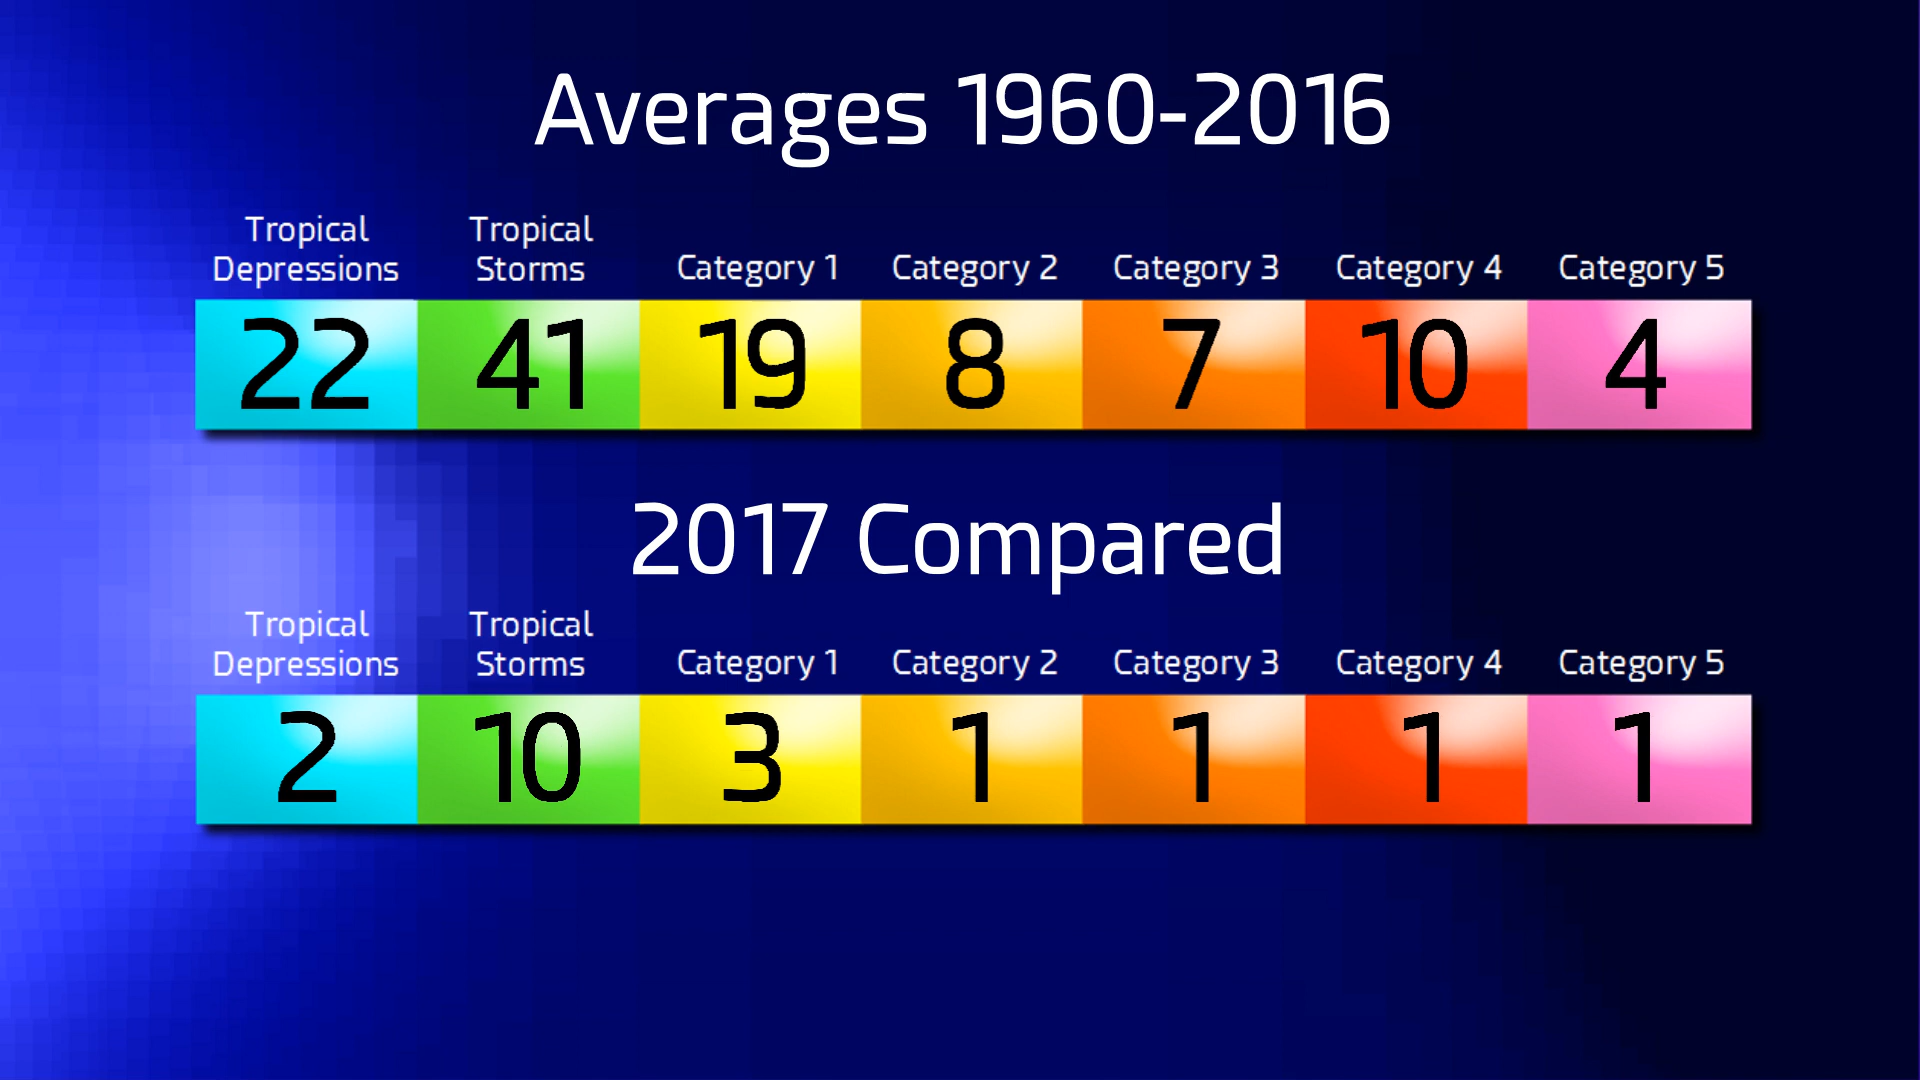 Averages 1960-2016
Tropical Depressions
Tropical Storms
Category 1
Category 2
Category 3
Category 4
Category 5
22 41 19 8 7 10 4
2017 Compared
Tropical Depressions
Tropical Storms
Category 1
Category 2
Category 3
Category 4
Category 5
2 10 3 1 1 1 1